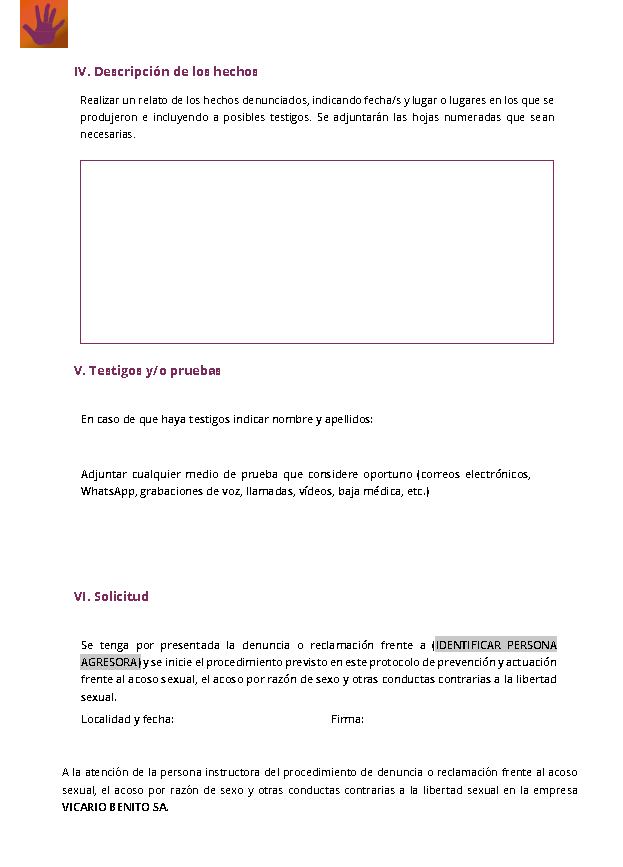 IV. Descripción de los hechos
Realizar un relato de los hechos denunciados, indicando fecha/s y lugar o lugares en los que se
produjeron e incluyendo a posibles testigos. Se adjuntarán las hojas numeradas que sean
necesarias.
V. Testigos y/o pruebas
En caso de que haya testigos indicar nombre y apellidos:
Adjuntar cualquier medio de prueba que considere oportuno (correos electrónicos,
WhatsApp, grabaciones de voz, llamadas, vídeos, baja médica, etc.)
VI. Solicitud
Se tenga por presentada la denuncia o reclamación frente a (IDENTIFICAR PERSONA
AGRESORA) y se inicie el procedimiento previsto en este protocolo de prevención y actuación
frente al acoso sexual, el acoso por razón de sexo y otras conductas contrarias a la libertad
sexual.
Localidad y fecha: Firma:
A la atención de la persona instructora del procedimiento de denuncia o reclamación frente al acoso
sexual, el acoso por razón de sexo y otras conductas contrarias a la libertad sexual en la empresa
VICARIO BENITO SA.